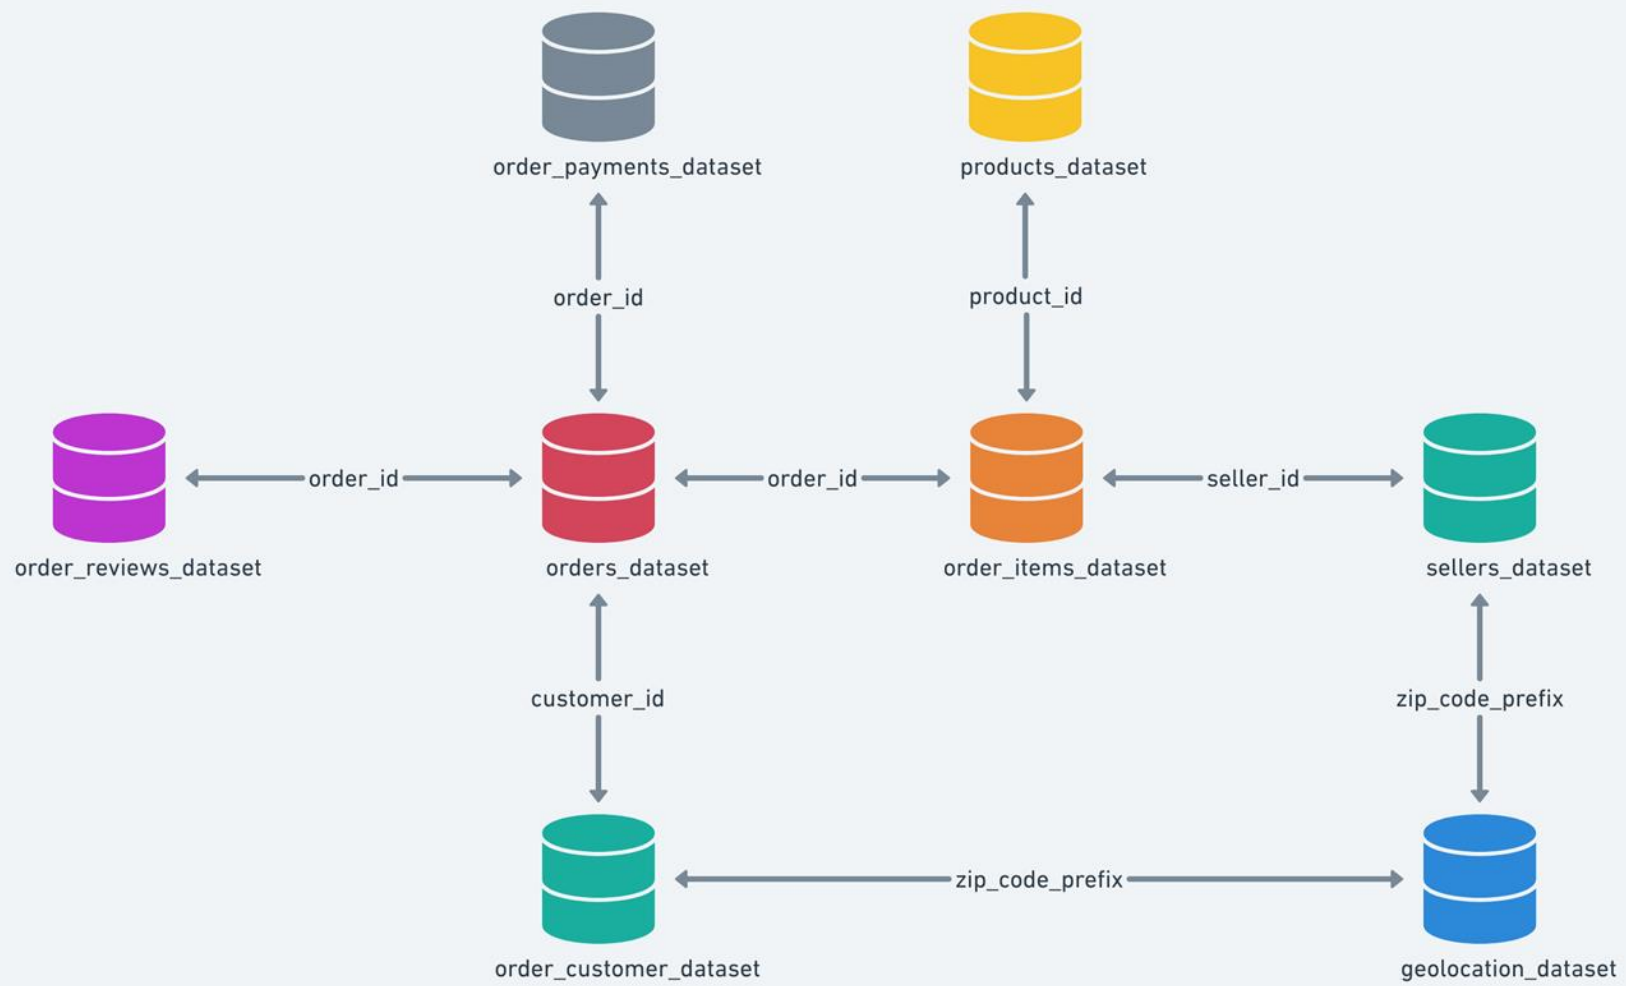 order_payments_dataset
products_dataset
order_id
product_id
order_id
order_id
seller_id
order_reviews_dataset
orders_dataset
order_items_dataset
sellers_dataset
customer_id
zip_code_prefix
zip_code_prefix
order_customer_dataset
geolocation_dataset